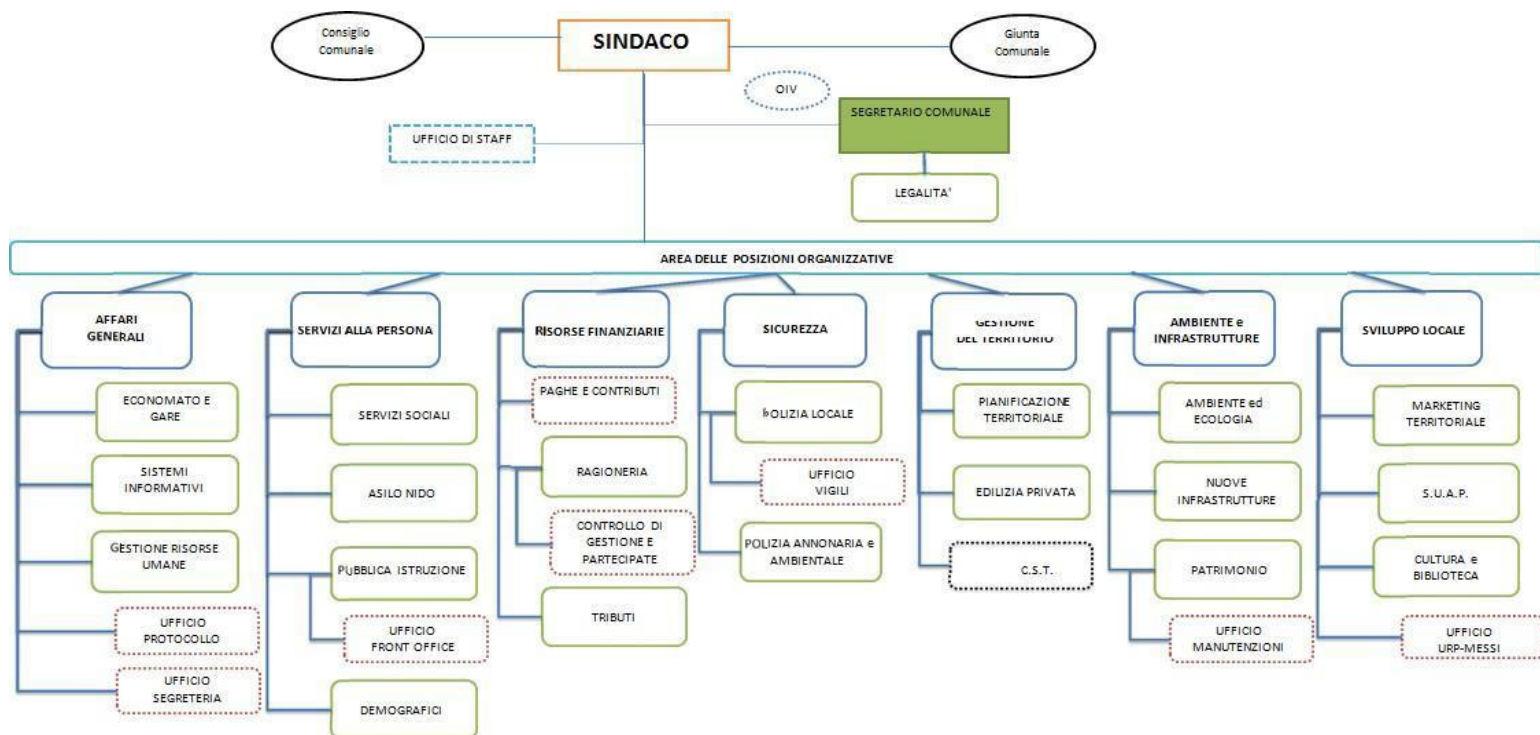 Consiglio
Comunale
SINDACO
Giunta
Comunale
OIV
SEGRETARIO COMUNALE
UFFICIO DI STAFF
LEGALITA'
AREA DELLE POSIZIONI ORGANIZZATIVE
AFFARI
GENERALI
ECONOMATO E
GARE
SISTEMI
INFORMATIVI
GESTIONE RISORSE
UMANE
UFFICIO
PROTOCOLLO
UFFICIO
SEGRETERIA
SERVIZI ALLA PERSONA
SERVIZI SOCIALI
ASILO NIDO
PUBBLICA ISTRUZIONE
UFFICIO
FRONT OFFICE
DEMOGRAFICI
RISORSE FINANZIARIE
PAGHE E CONTRIBUTI
RAGIONERIA
CONTROLLO DI
GESTIONE E
PARTECIPATE
TRIBUTI
SICUREZZA
POLIZIA LOCALE
UFFICIO
VIGILI
POLIZIA ANNONARIA e
AMBIENTALE
GESTIONE
DEL TERRITORIO
PIANIFICAZIONE
TERRITORIALE
EDILIZIA PRIVATA
C.S.T.
AMBIENTE e
INFRASTRUTTURE
AMBIENTE ed
ECOLOGIA
NUOVE
INFRASTRUTTURE
PATRIMONIO
UFFICIO
MANUTENZIONI
SVILUPPO LOCALE
MARKETING
TERRITORIALE
S.U.A.P.
CULTURA e
BIBLIOTECA
UFFICIO
URP-MESSI